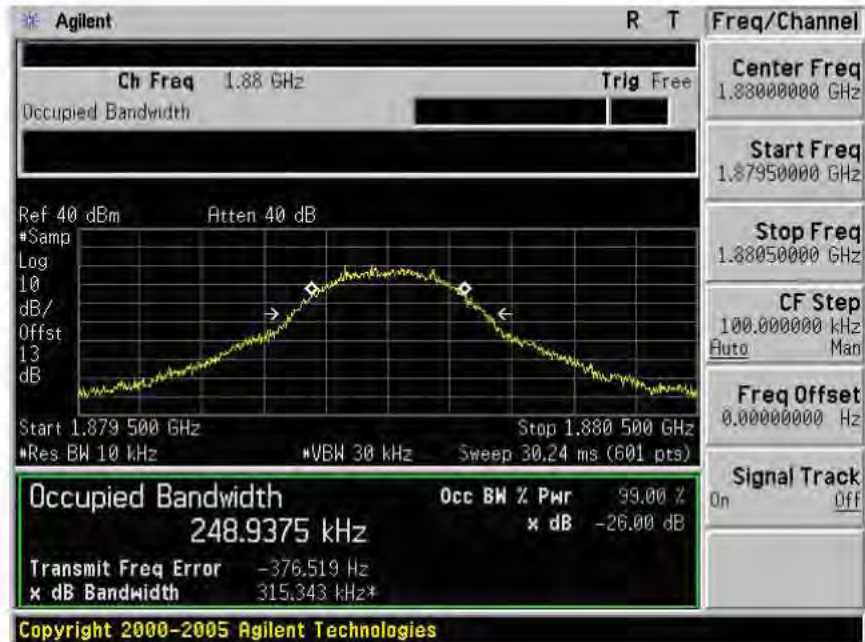 Agilent R T Freq/Channel
Ch Freq 1.88 GHz Trig Free
Occupied Bandwidth
Center Freq
1.88000000 GHz
Start Freq
1.87950000 GHz
Stop Freq
1.88050000 GHz
CF Step
100.000000 kHz
Auto Man
Freq Offset
0.00000000 Hz
Signal Track
On Off
Ref 40 dBm Atten 40 dB
#Samp
Log
10
dB/
Offst
13
dB
Start 1.879 500 GHz Stop 1.880 500 GHz
#Res BW 10 kHz #VBW 30 kHz Sweep 30.24 ms (601 pts)
Occupied Bandwidth
248.9375 kHz
Occ BW % Pwr 99.00 %
x dB -26.00 dB
Transmit Freq Error -376.519 Hz
x dB Bandwidth 315.343 kHz*
Copyright 2000-2005 Agilent Technologies